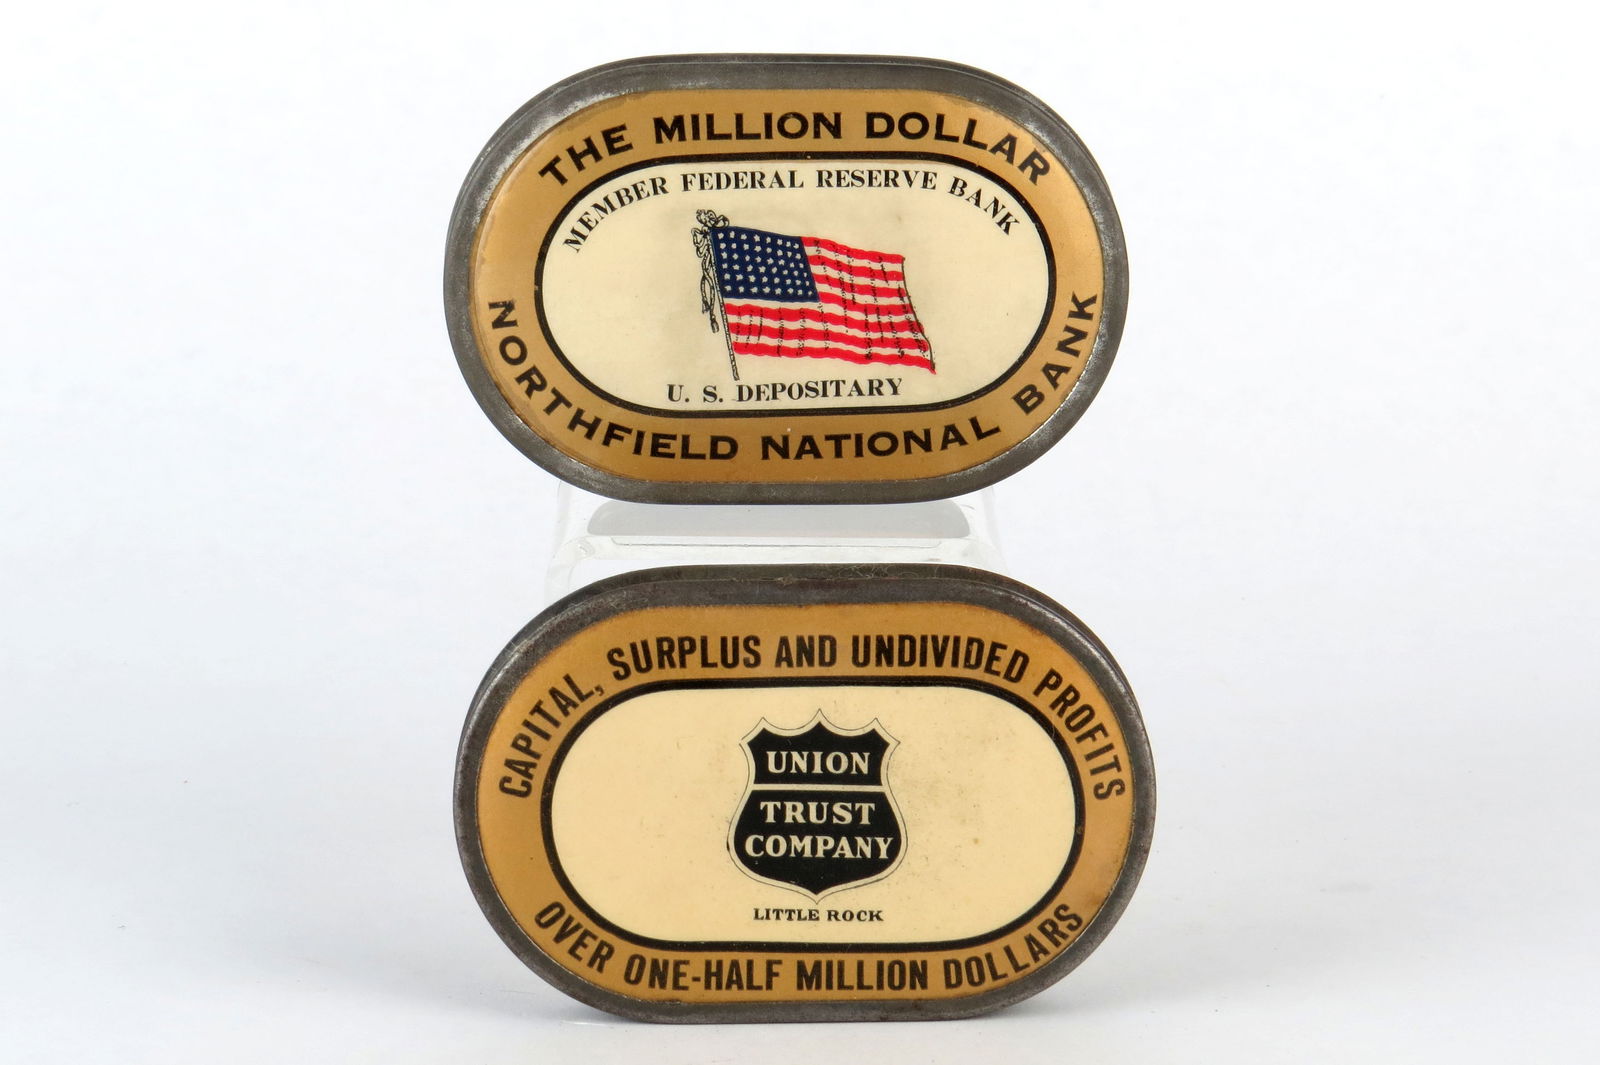 THE MILLION DOLLAR
MEMBER FEDERAL RESERVE BANK
U. S. DEPOSITARY
NORTHFIELD NATIONAL BANK
CAPITAL, SURPLUS AND UNDIVIDED PROFITS
UNION
TRUST
COMPANY
LITTLE ROCK
OVER ONE-HALF MILLION DOLLARS